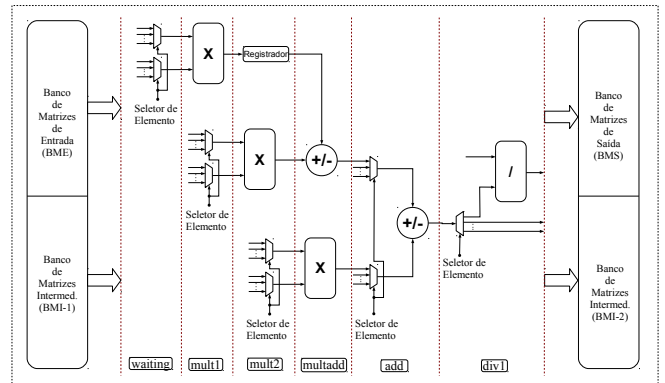 Banco
de
Matrizes
de
Entrada
(BME)
Banco
de
Matrizes
Intermed.
(BMI-1)
Seletor de
Elemento
X
Registrador
Seletor de
Elemento
X
+/-
Seletor de
Elemento
X
Seletor de
Elemento
+/-
Seletor de
Elemento
/
Banco
de
Matrizes
de
Saída
(BMS)
Banco
de
Matrizes
Intermed.
(BMI-2)
waiting
mult1
mult2
multadd
add
div1